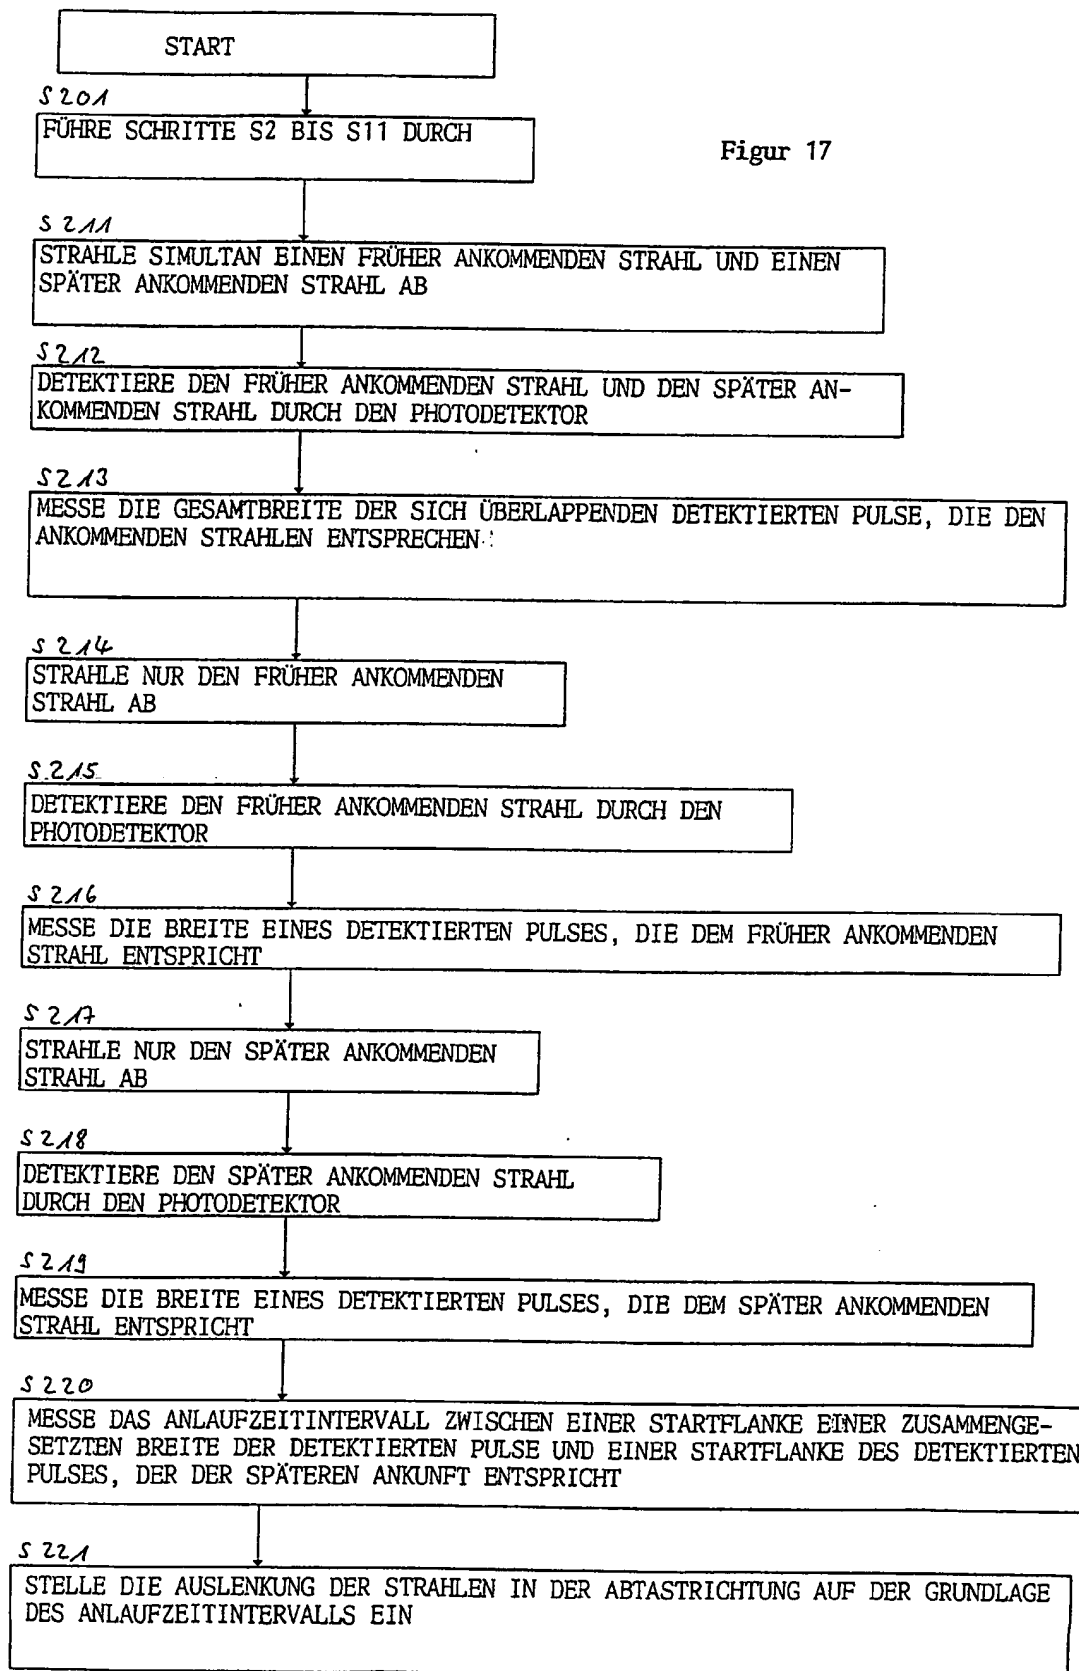 START
S201
FÜHRE SCHRITTE S2 BIS S11 DURCH
Figur 17
S211
STRAHLE SIMULTAN EINEN FRÜHER ANKOMMENDEN STRAHL UND EINEN
SPÄTER ANKOMMENDEN STRAHL AB
S212
DETEKTIERE DEN FRÜHER ANKOMMENDEN STRAHL UND DEN SPÄTER AN-
KOMMENDEN STRAHL DURCH DEN PHOTODETEKTOR
S213
MESSE DIE GESAMTBREITE DER SICH ÜBERLAPPENDEN DETEKTIERTEN PULSE, DIE DEN
ANKOMMENDEN STRAHLEN ENTSPRECHEN
S214
STRAHLE NUR DEN FRÜHER ANKOMMENDEN
STRAHL AB
S215
DETEKTIERE DEN FRÜHER ANKOMMENDEN STRAHL DURCH DEN
PHOTODETEKTOR
S216
MESSE DIE BREITE EINES DETEKTIERTEN PULSES, DIE DEM FRÜHER ANKOMMENDEN
STRAHL ENTSPRICHT
S217
STRAHLE NUR DEN SPÄTER ANKOMMENDEN
STRAHL AB
S218
DETEKTIERE DEN SPÄTER ANKOMMENDEN STRAHL
DURCH DEN PHOTODETEKTOR
S219
MESSE DIE BREITE EINES DETEKTIERTEN PULSES, DIE DEM SPÄTER ANKOMMENDEN
STRAHL ENTSPRICHT
S220
MESSE DAS ANLAUFZEITINTERVALL ZWISCHEN EINER STARTFLANKE EINER ZUSAMMENGE-
SETZTEN BREITE DER DETEKTIERTEN PULSE UND EINER STARTFLANKE DES DETEKTIERTEN
PULSES, DER DER SPÄTEREN ANKUNFT ENTSPRICHT
S221
STELLE DIE AUSLENKUNG DER STRAHLEN IN DER ABTASTRICHTUNG AUF DER GRUNDLAGE
DES ANLAUFZEITINTERVALLS EIN